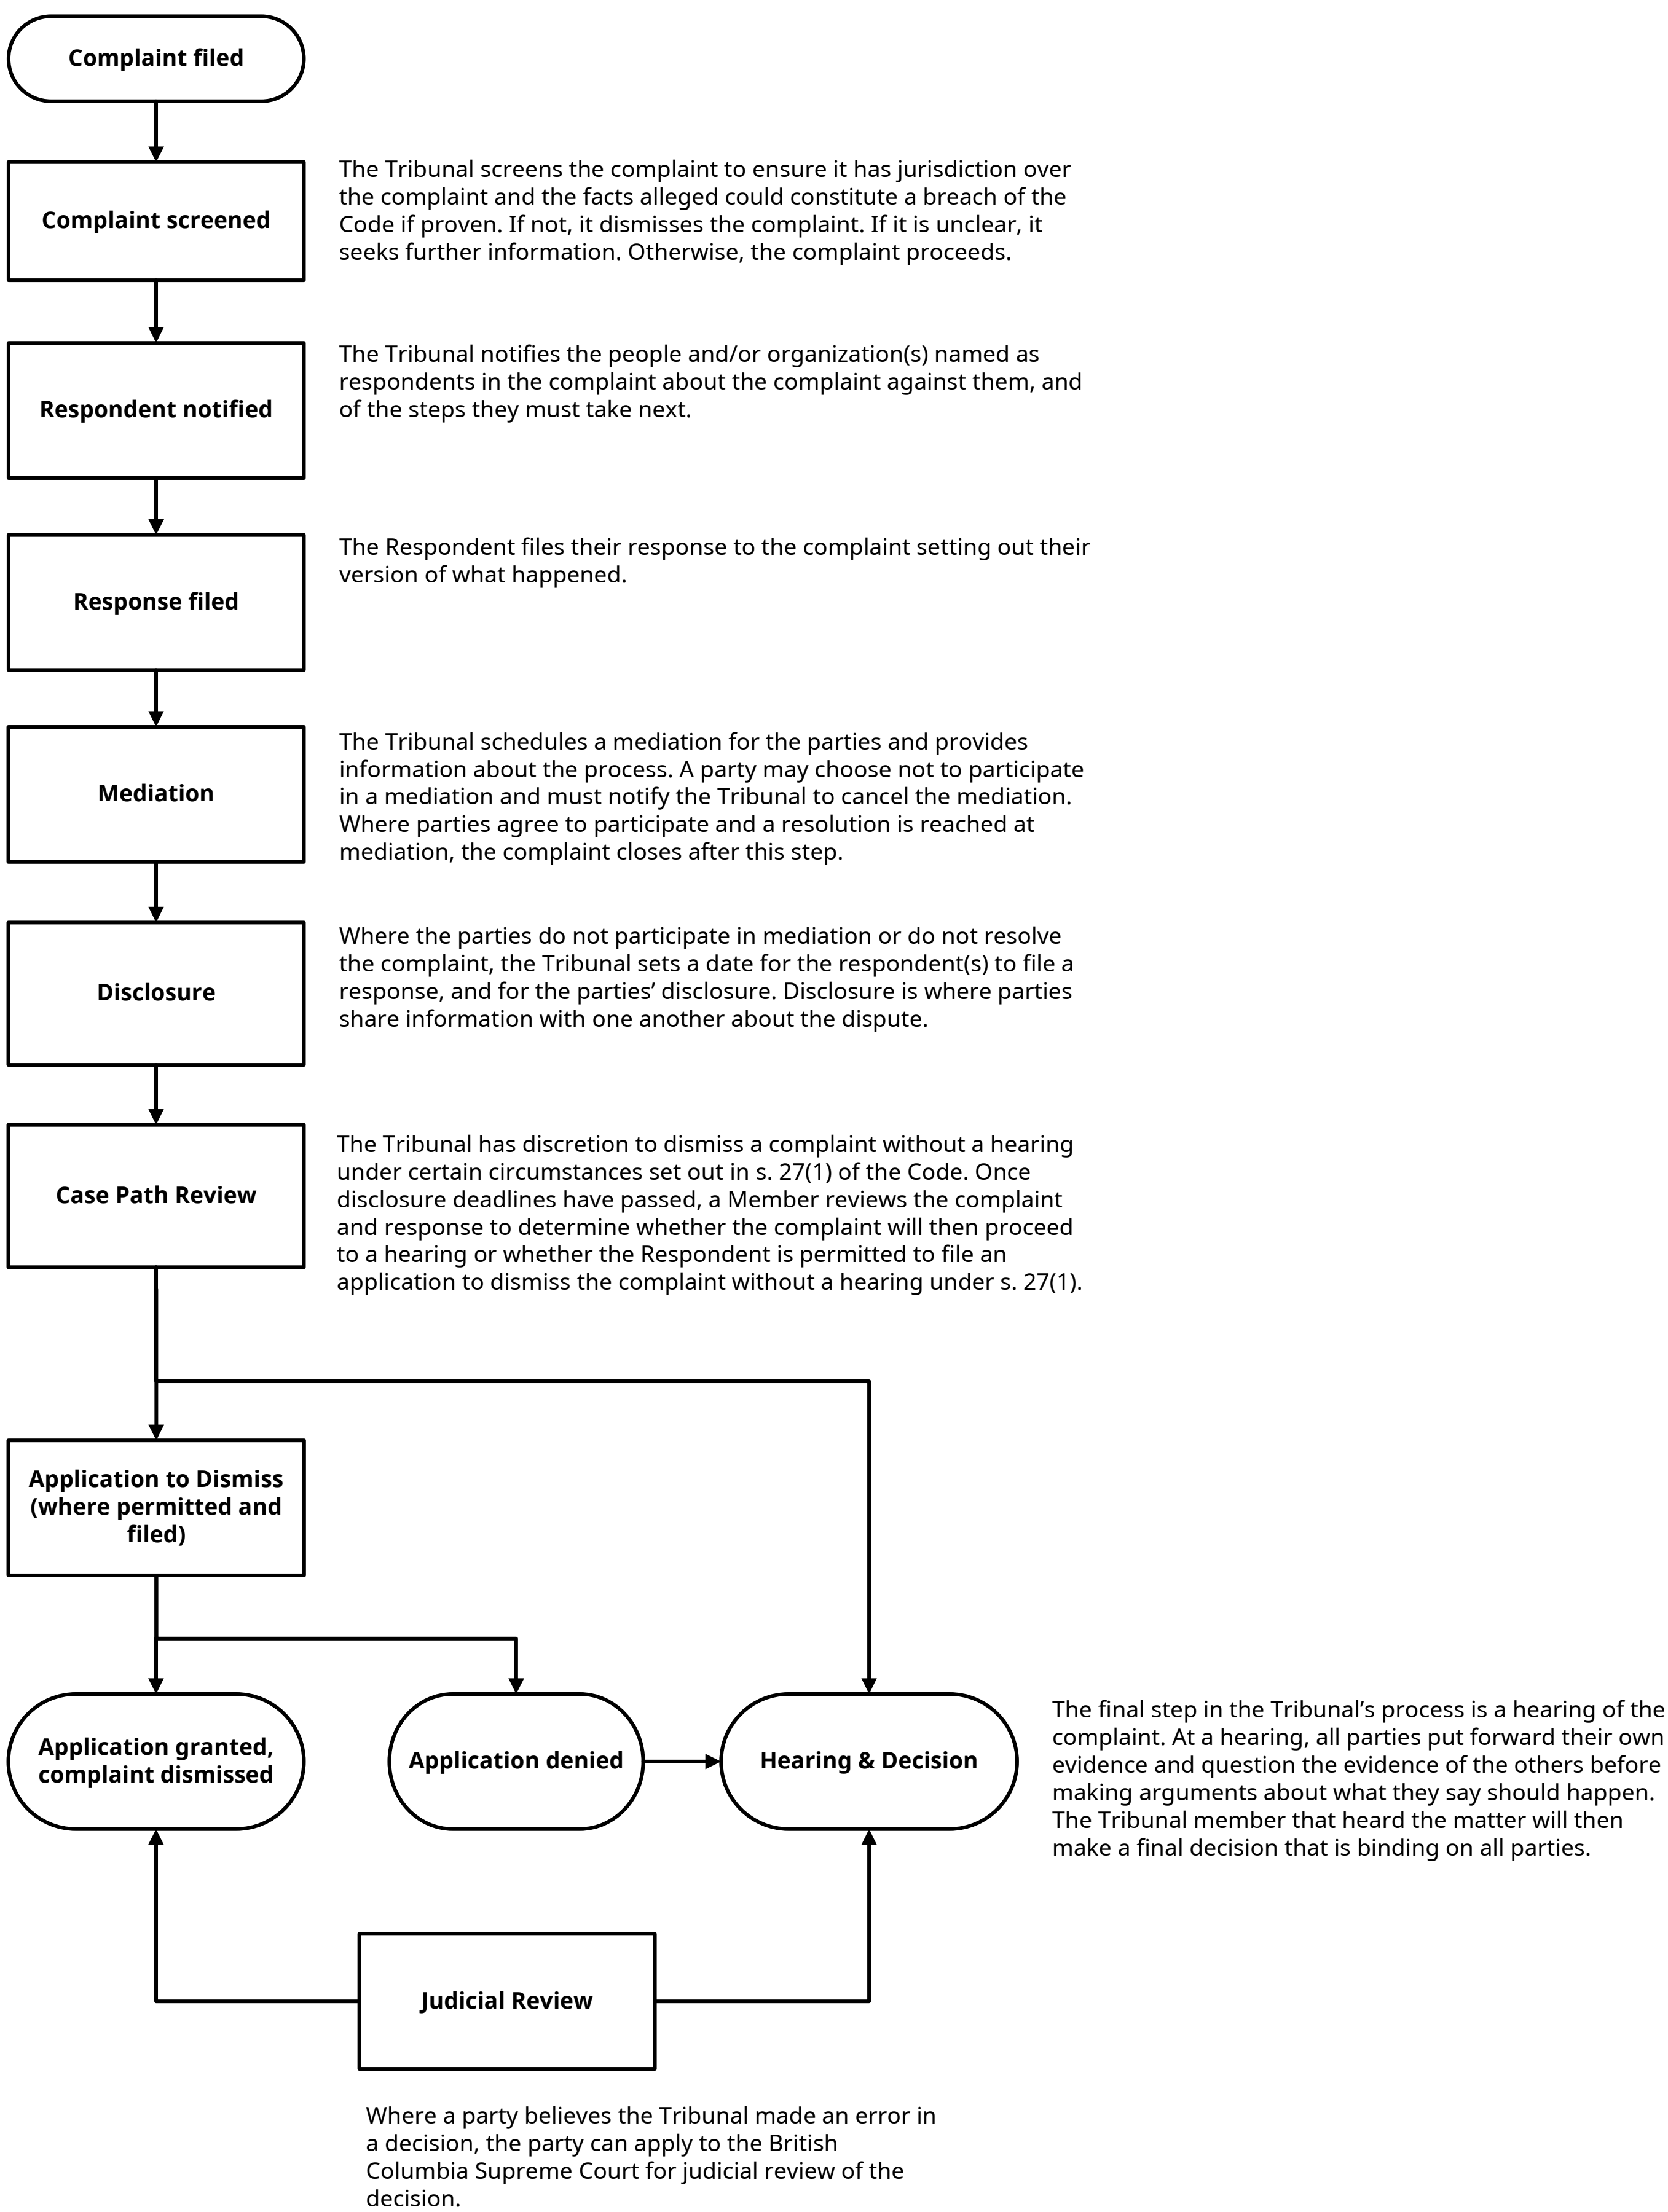 Complaint filed
Complaint screened
The Tribunal screens the complaint to ensure it has jurisdiction over
the complaint and the facts alleged could constitute a breach of the
Code if proven. If not, it dismisses the complaint. If it is unclear, it
seeks further information. Otherwise, the complaint proceeds.
Respondent notified
The Tribunal notifies the people and/or organization(s) named as
respondents in the complaint about the complaint against them, and
of the steps they must take next.
Response filed
The Respondent files their response to the complaint setting out their
version of what happened.
Mediation
The Tribunal schedules a mediation for the parties and provides
information about the process. A party may choose not to participate
in a mediation and must notify the Tribunal to cancel the mediation.
Where parties agree to participate and a resolution is reached at
mediation, the complaint closes after this step.
Disclosure
Where the parties do not participate in mediation or do not resolve
the complaint, the Tribunal sets a date for the respondent(s) to file a
response, and for the parties’ disclosure. Disclosure is where parties
share information with one another about the dispute.
Case Path Review
The Tribunal has discretion to dismiss a complaint without a hearing
under certain circumstances set out in s. 27(1) of the Code. Once
disclosure deadlines have passed, a Member reviews the complaint
and response to determine whether the complaint will then proceed
to a hearing or whether the Respondent is permitted to file an
application to dismiss the complaint without a hearing under s. 27(1).
Application to Dismiss
(where permitted and
filed)
Application granted,
complaint dismissed
Application denied
Hearing & Decision
The final step in the Tribunal’s process is a hearing of the
complaint. At a hearing, all parties put forward their own
evidence and question the evidence of the others before
making arguments about what they say should happen.
The Tribunal member that heard the matter will then
make a final decision that is binding on all parties.
Judicial Review
Where a party believes the Tribunal made an error in
a decision, the party can apply to the British
Columbia Supreme Court for judicial review of the
decision.